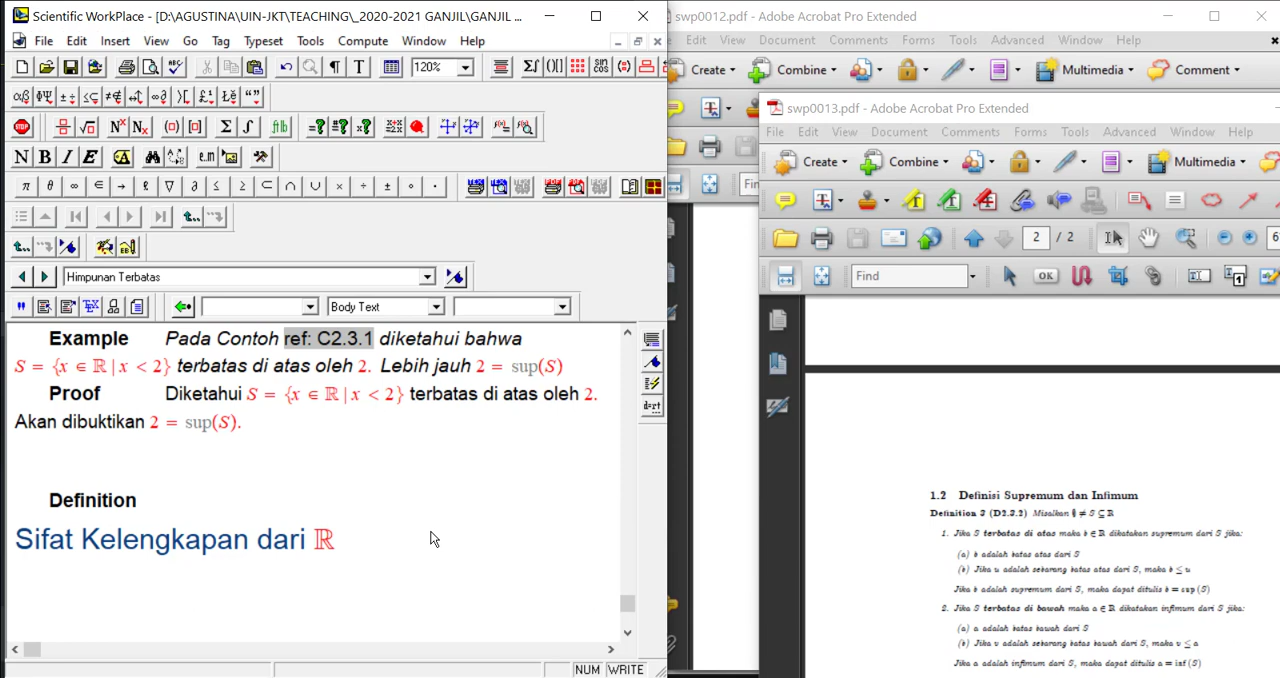 Scientific WorkPlace - [D:\AGUSTINA\UIN-JKT\TEACHING\_2020-2021 GANJIL\GANJIL ...
File Edit Insert View Go Tag Typeset Tools Compute Window Help
120%
Himpunan Terbatas
Body Text
Example Pada Contoh ref: C2.3.1 diketahui bahwa
S = {x ∈ ℝ | x < 2} terbatas di atas oleh 2. Lebih jauh 2 = sup(S)
Proof Diketahui S = {x ∈ ℝ | x < 2} terbatas di atas oleh 2.
Akan dibuktikan 2 = sup(S).
Definition
Sifat Kelengkapan dari ℝ
NUM WRITE
swp0012.pdf - Adobe Acrobat Pro Extended
Edit View Document Comments Forms Tools Advanced Window Help
Create Combine Multimedia Comment
Fin
swp0013.pdf - Adobe Acrobat Pro Extended
File Edit View Document Comments Forms Tools Advanced Window Help
Create Combine Multimedia
2 / 2
Find
1.2 Definisi Supremum dan Infimum
Definition 3 (D2.3.2) Misalkan ∅ ≠ S ⊆ ℝ
1. Jika S terbatas di atas maka b ∈ ℝ dikatakan supremum dari S jika:
(a) b adalah batas atas dari S
(b) Jika u adalah sebarang batas atas dari S, maka b ≤ u
Jika b adalah supremum dari S, maka dapat ditulis b = sup (S)
2. Jika S terbatas di bawah maka a ∈ ℝ dikatakan infimum dari S jika:
(a) a adalah batas bawah dari S
(b) Jika v adalah sebarang batas bawah dari S, maka v ≤ a
Jika a adalah infimum dari S, maka dapat ditulis a = inf (S)